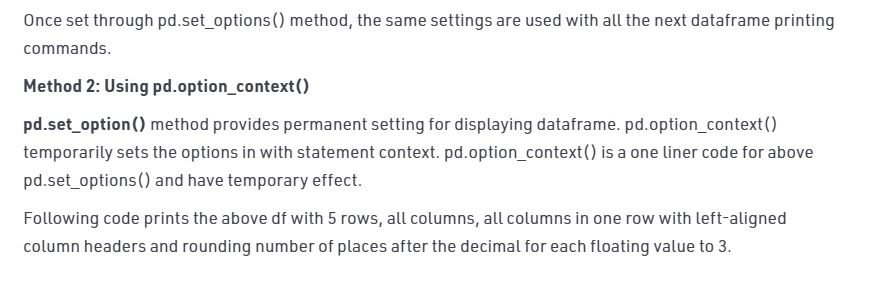 Once set through pd.set_options() method, the same settings are used with all the next dataframe printing
commands.
Method 2: Using pd.option_context()
pd.set_option() method provides permanent setting for displaying dataframe. pd.option_context()
temporarily sets the options in with statement context. pd.option_context() is a one liner code for above
pd.set_options() and have temporary effect.
Following code prints the above df with 5 rows, all columns, all columns in one row with left-aligned
column headers and rounding number of places after the decimal for each floating value to 3.